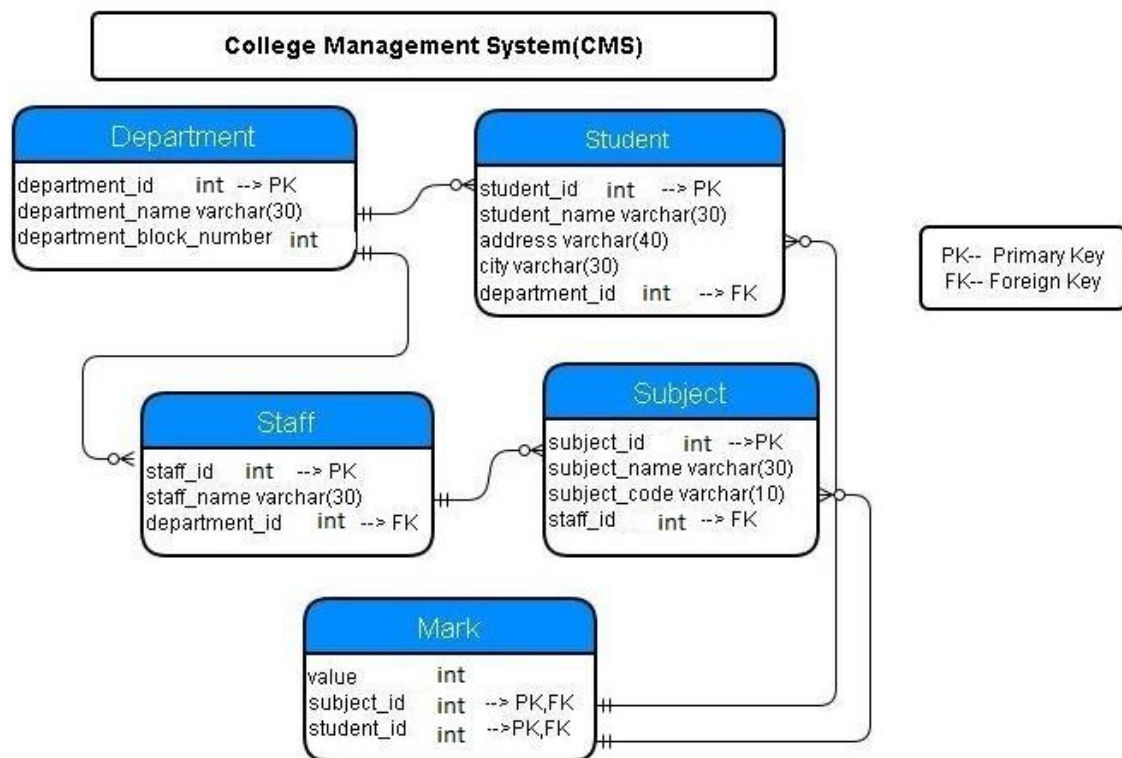 College Management System(CMS)
Department
department_id int --> PK
department_name varchar(30)
department_block_number int
Student
student_id int --> PK
student_name varchar(30)
address varchar(40)
city varchar(30)
department_id int --> FK
PK-- Primary Key
FK-- Foreign Key
Staff
staff_id int --> PK
staff_name varchar(30)
department_id int --> FK
Subject
subject_id int -->PK
subject_name varchar(30)
subject_code varchar(10)
staff_id int --> FK
Mark
value int
subject_id int --> PK,FK
student_id int -->PK,FK